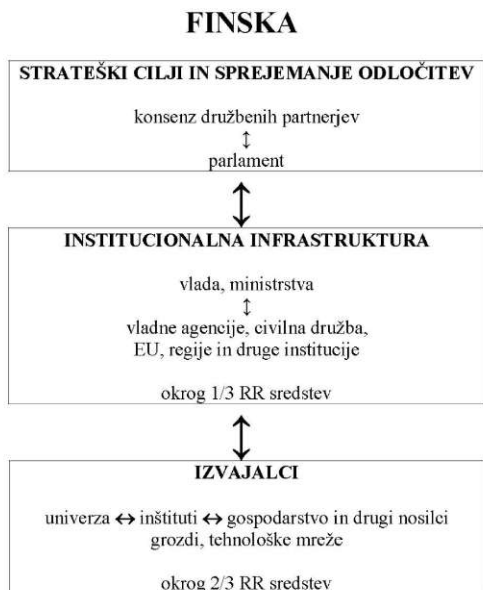 FINSKA
STRATEŠKI CILJI IN SPREJEMANJE ODLOČITEV
konsenz družbenih partnerjev
↕
parlament
↕
INSTITUCIONALNA INFRASTRUKTURA
vlada, ministrstva
↕
vladne agencije, civilna družba,
EU, regije in druge institucije
okrog 1/3 RR sredstev
↕
IZVAJALCI
univerza ↔ inštituti ↔ gospodarstvo in drugi nosilci
grozdi, tehnološke mreže
okrog 2/3 RR sredstev